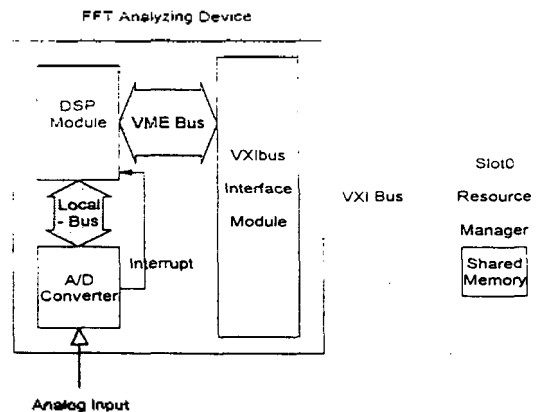 FFT Analyzing Device
DSP
Module
VME Bus
VXIbus
Interface
Module
Local
- Bus
Interrupt
A/D
Converter
Analog Input
VXI Bus
Slot0
Resource
Manager
Shared
Memory